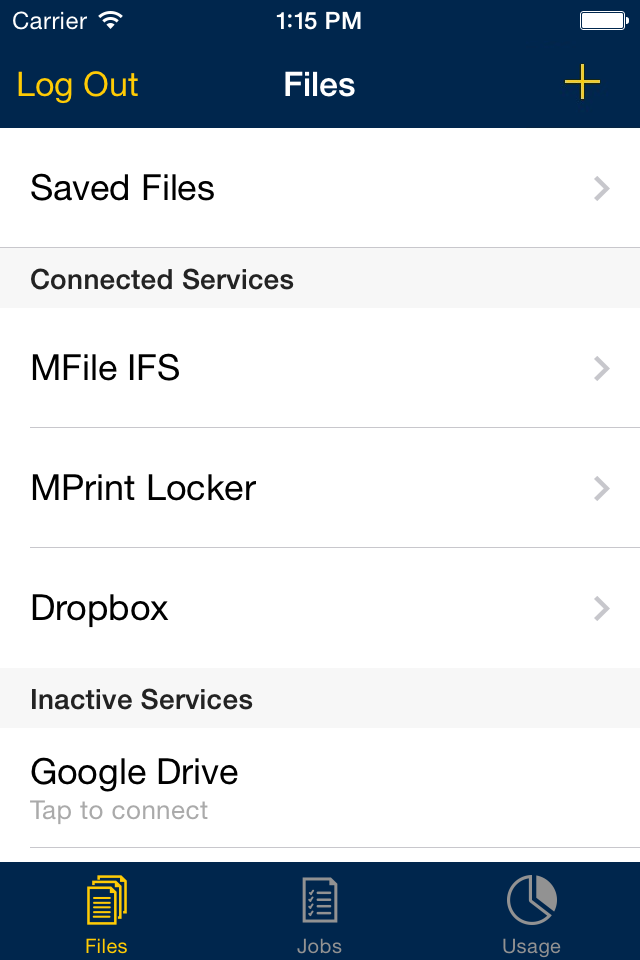 Carrier 1:15 PM
Log Out Files +
Saved Files
Connected Services
MFile IFS
MPrint Locker
Dropbox
Inactive Services
Google Drive
Tap to connect
Files Jobs Usage